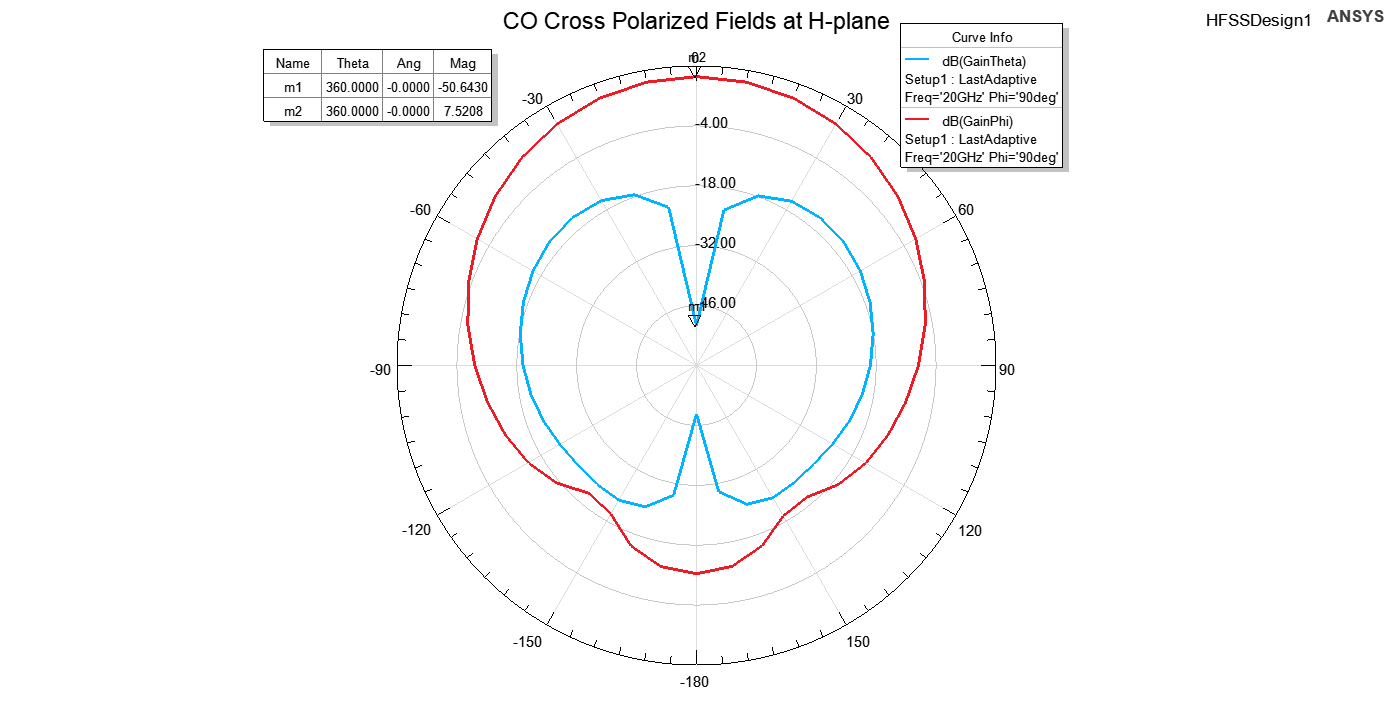 CO Cross Polarized Fields at H-plane
HFSSDesign1
ANSYS
Name Theta Ang Mag
m1 360.0000 -0.0000 -50.6430
m2 360.0000 -0.0000 7.5208
Curve Info
dB(GainTheta)
Setup1 : LastAdaptive
Freq='20GHz' Phi='90deg'
dB(GainPhi)
Setup1 : LastAdaptive
Freq='20GHz' Phi='90deg'
m2
0
-30
30
-4.00
-60
60
-18.00
-32.00
m1
-46.00
-90
90
-120
120
-150
150
-180